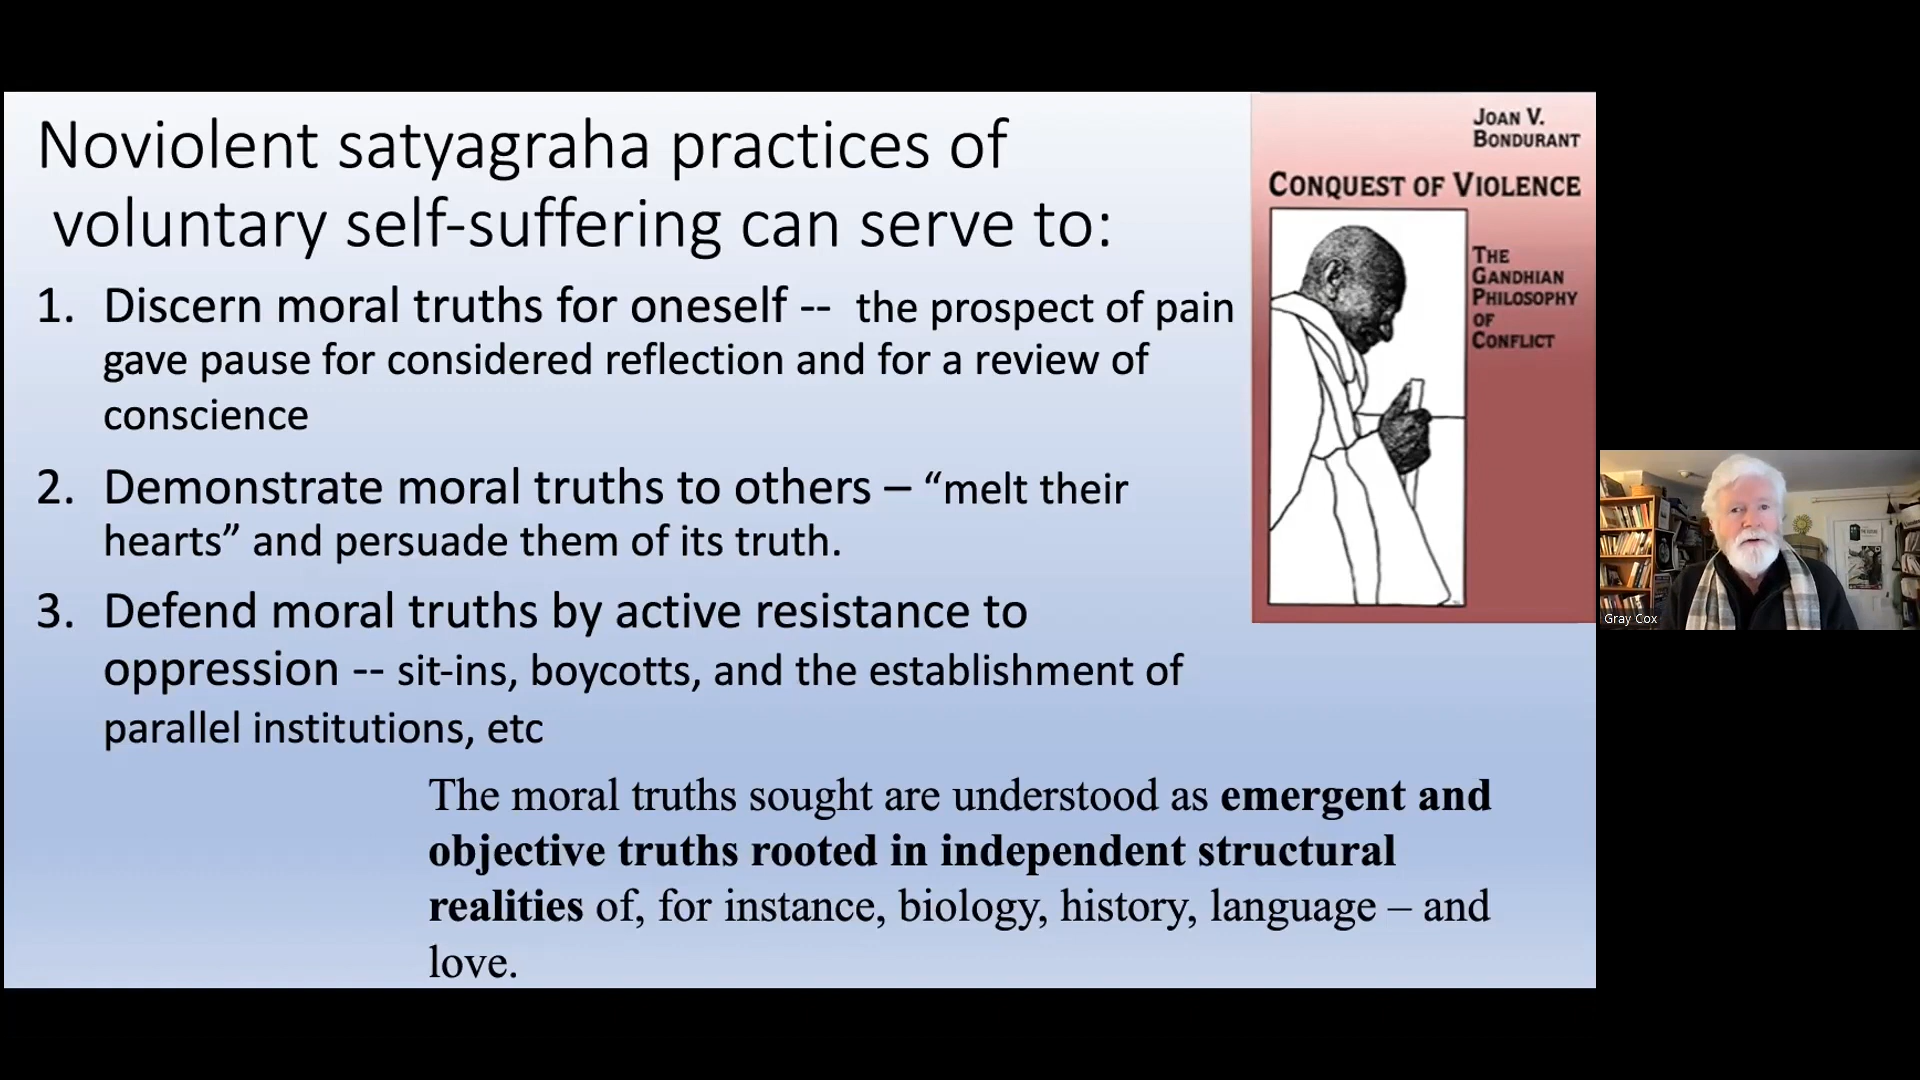 Noviolent satyagraha practices of
voluntary self-suffering can serve to:
1. Discern moral truths for oneself -- the prospect of pain
gave pause for considered reflection and for a review of
conscience
2. Demonstrate moral truths to others – “melt their
hearts” and persuade them of its truth.
3. Defend moral truths by active resistance to
oppression -- sit-ins, boycotts, and the establishment of
parallel institutions, etc
The moral truths sought are understood as emergent and
objective truths rooted in independent structural
realities of, for instance, biology, history, language – and
love.
JOAN V.
BONDURANT
CONQUEST OF VIOLENCE
THE
GANDHIAN
PHILOSOPHY
OF
CONFLICT
Gray Cox